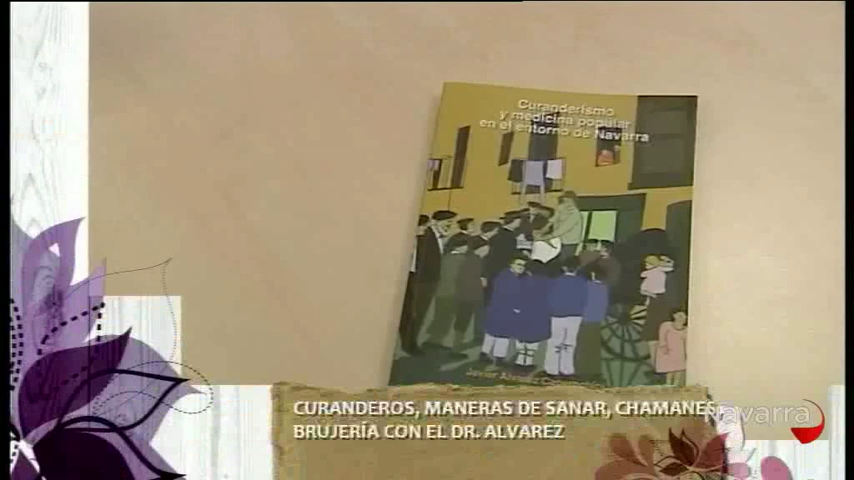 Curanderismo
y medicina popular
en el entorno de Navarra
CURANDEROS, MANERAS DE SANAR, CHAMANES,
BRUJERÍA CON EL DR. ALVAREZ
Navarra